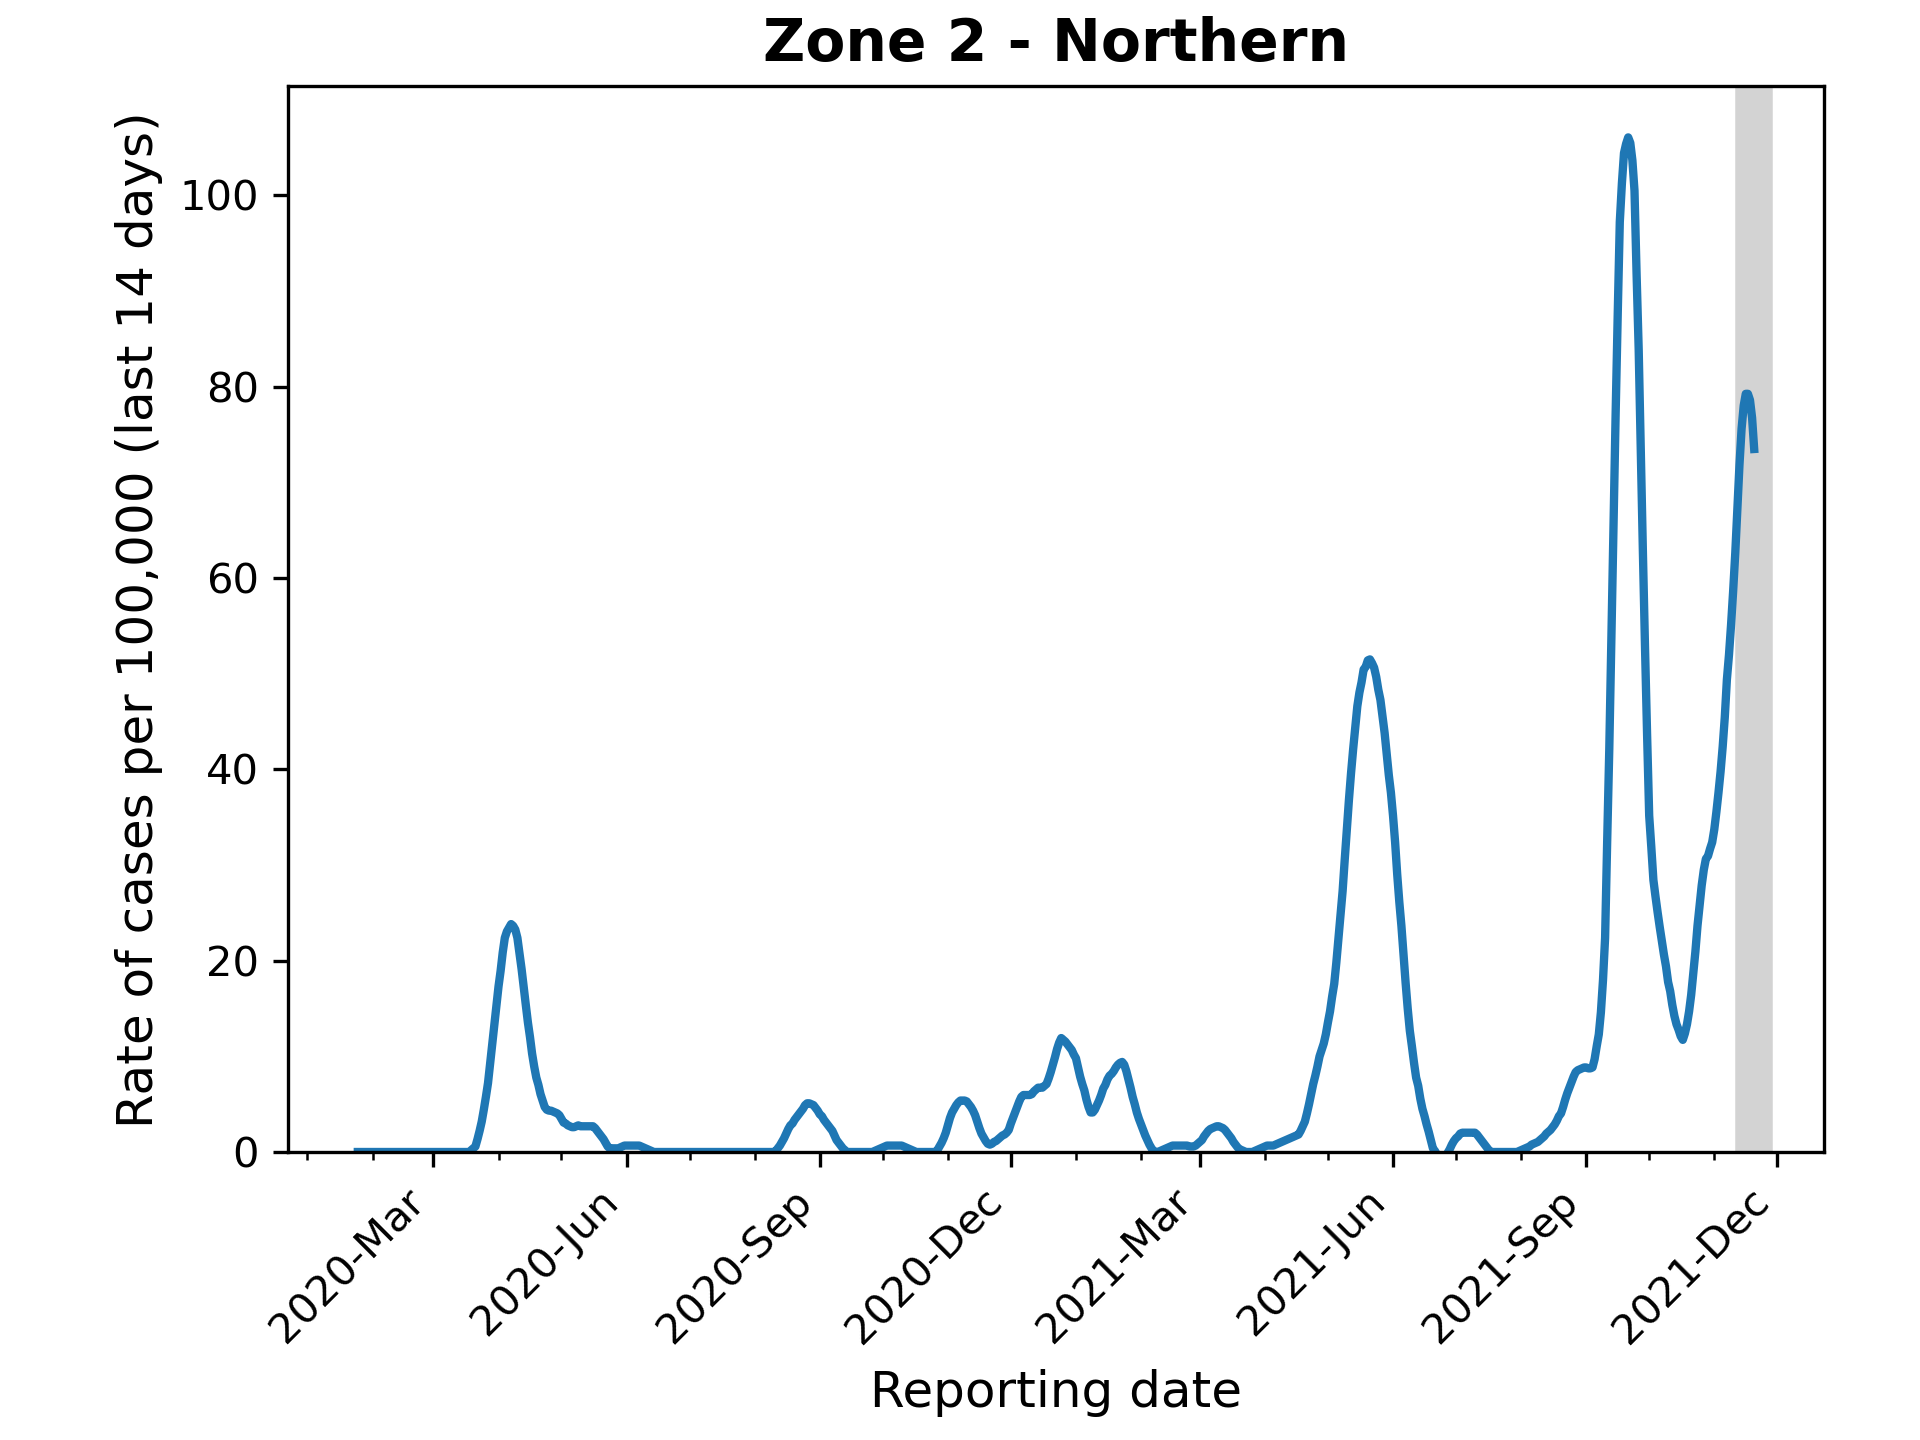 Zone 2 - Northern
Rate of cases per 100,000 (last 14 days)
100
80
60
40
20
0
2020-Mar
2020-Jun
2020-Sep
2020-Dec
2021-Mar
2021-Jun
2021-Sep
2021-Dec
Reporting date